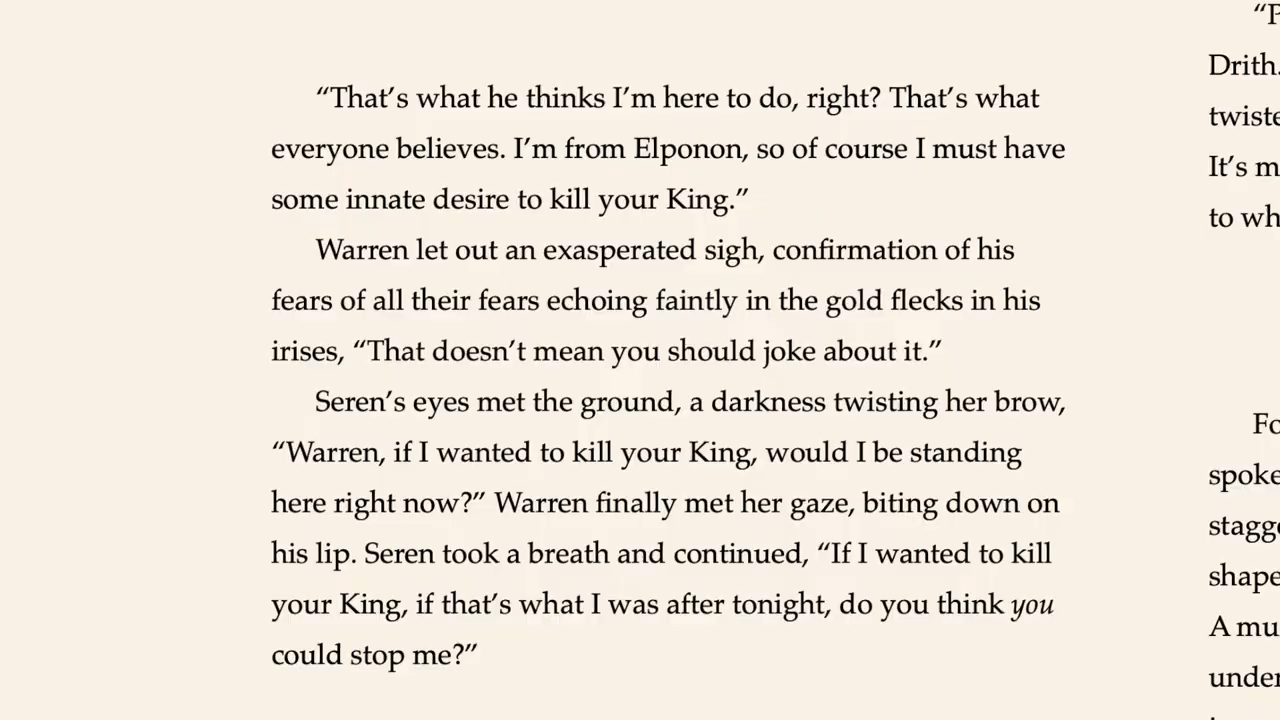 “That’s what he thinks I’m here to do, right? That’s what
everyone believes. I’m from Elponon, so of course I must have
some innate desire to kill your King.”
Warren let out an exasperated sigh, confirmation of his
fears of all their fears echoing faintly in the gold flecks in his
irises, “That doesn’t mean you should joke about it.”
Seren’s eyes met the ground, a darkness twisting her brow,
“Warren, if I wanted to kill your King, would I be standing
here right now?” Warren finally met her gaze, biting down on
his lip. Seren took a breath and continued, “If I wanted to kill
your King, if that’s what I was after tonight, do you think you
could stop me?”
Drith.
It’s
to